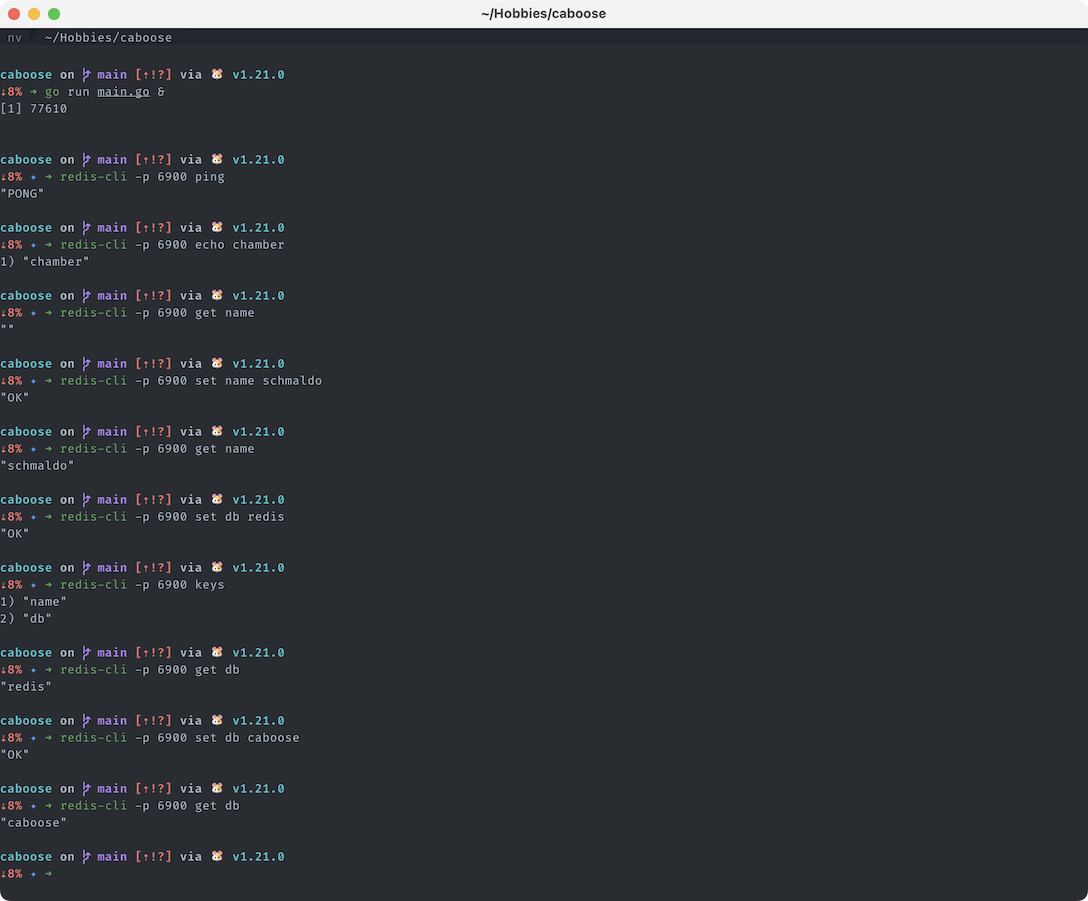 ~/Hobbies/caboose
nv ~/Hobbies/caboose
caboose on main [↑!?] via 🐹 v1.21.0
↓8% → go run main.go &
[1] 77610
caboose on main [↑!?] via 🐹 v1.21.0
↓8% ✦ → redis-cli -p 6900 ping
"PONG"
caboose on main [↑!?] via 🐹 v1.21.0
↓8% ✦ → redis-cli -p 6900 echo chamber
1) "chamber"
caboose on main [↑!?] via 🐹 v1.21.0
↓8% ✦ → redis-cli -p 6900 get name
""
caboose on main [↑!?] via 🐹 v1.21.0
↓8% ✦ → redis-cli -p 6900 set name schmaldo
"OK"
caboose on main [↑!?] via 🐹 v1.21.0
↓8% ✦ → redis-cli -p 6900 get name
"schmaldo"
caboose on main [↑!?] via 🐹 v1.21.0
↓8% ✦ → redis-cli -p 6900 set db redis
"OK"
caboose on main [↑!?] via 🐹 v1.21.0
↓8% ✦ → redis-cli -p 6900 keys
1) "name"
2) "db"
caboose on main [↑!?] via 🐹 v1.21.0
↓8% ✦ → redis-cli -p 6900 get db
"redis"
caboose on main [↑!?] via 🐹 v1.21.0
↓8% ✦ → redis-cli -p 6900 set db caboose
"OK"
caboose on main [↑!?] via 🐹 v1.21.0
↓8% ✦ → redis-cli -p 6900 get db
"caboose"
caboose on main [↑!?] via 🐹 v1.21.0
↓8% ✦ →